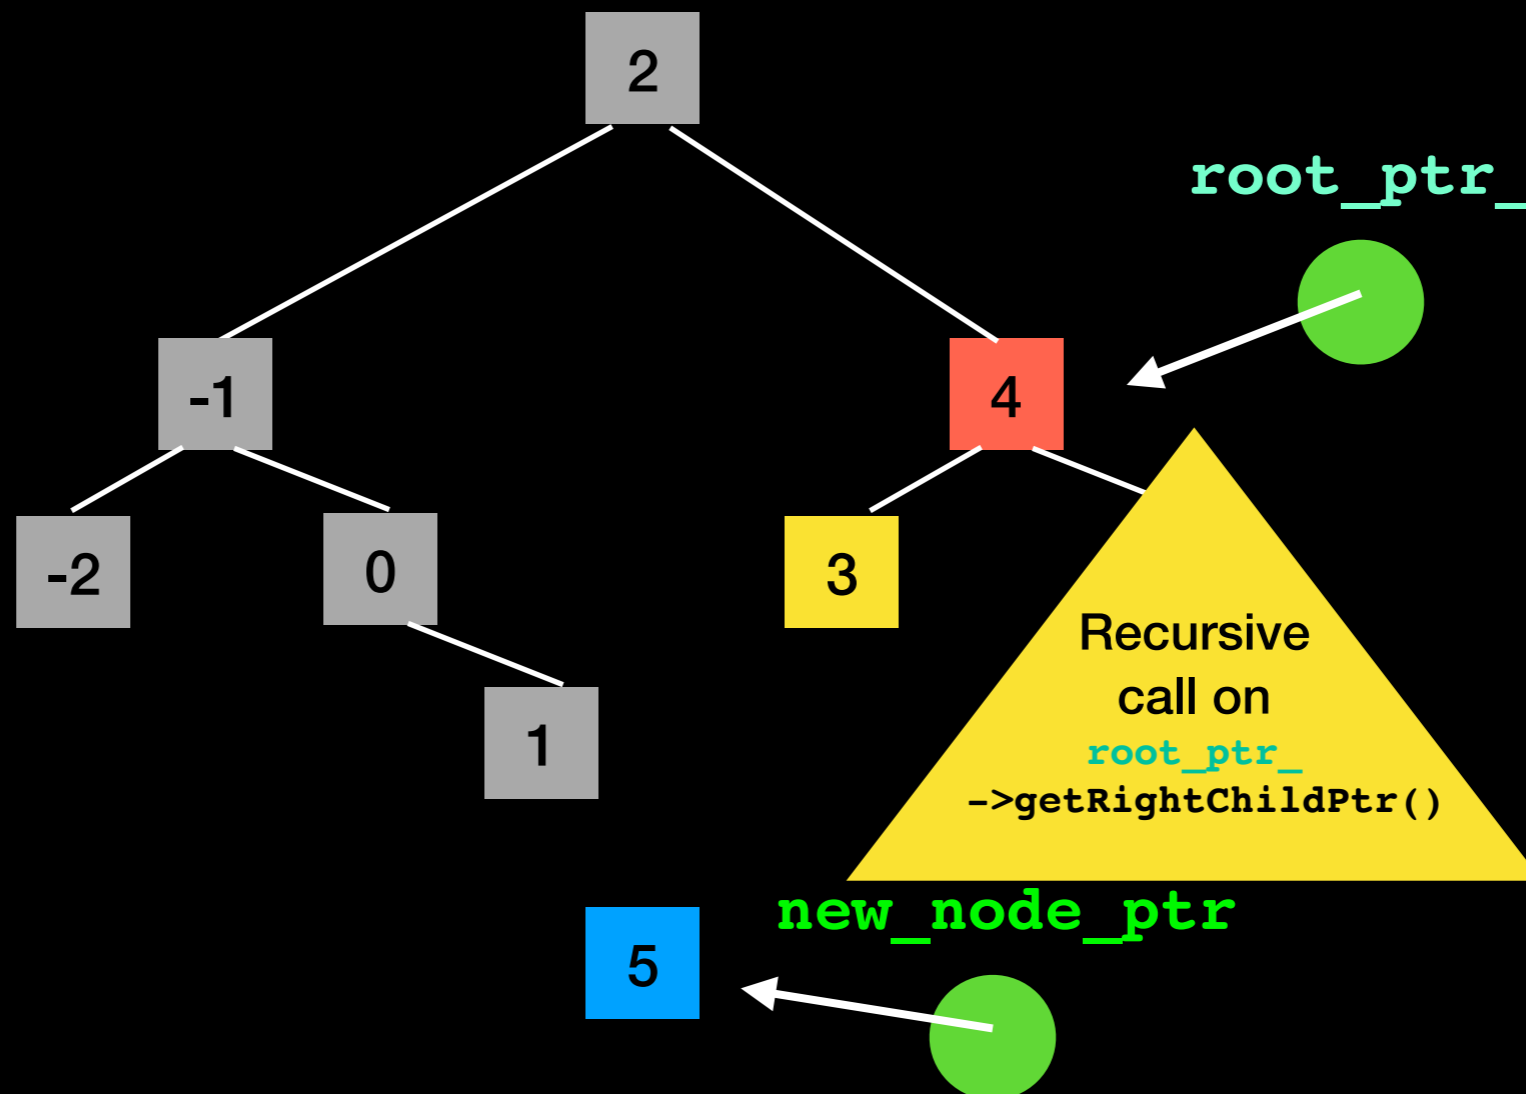 2
root_ptr_
-1
4
-2
0
3
Recursive
call on
root_ptr_
->getRightChildPtr()
1
new_node_ptr
5